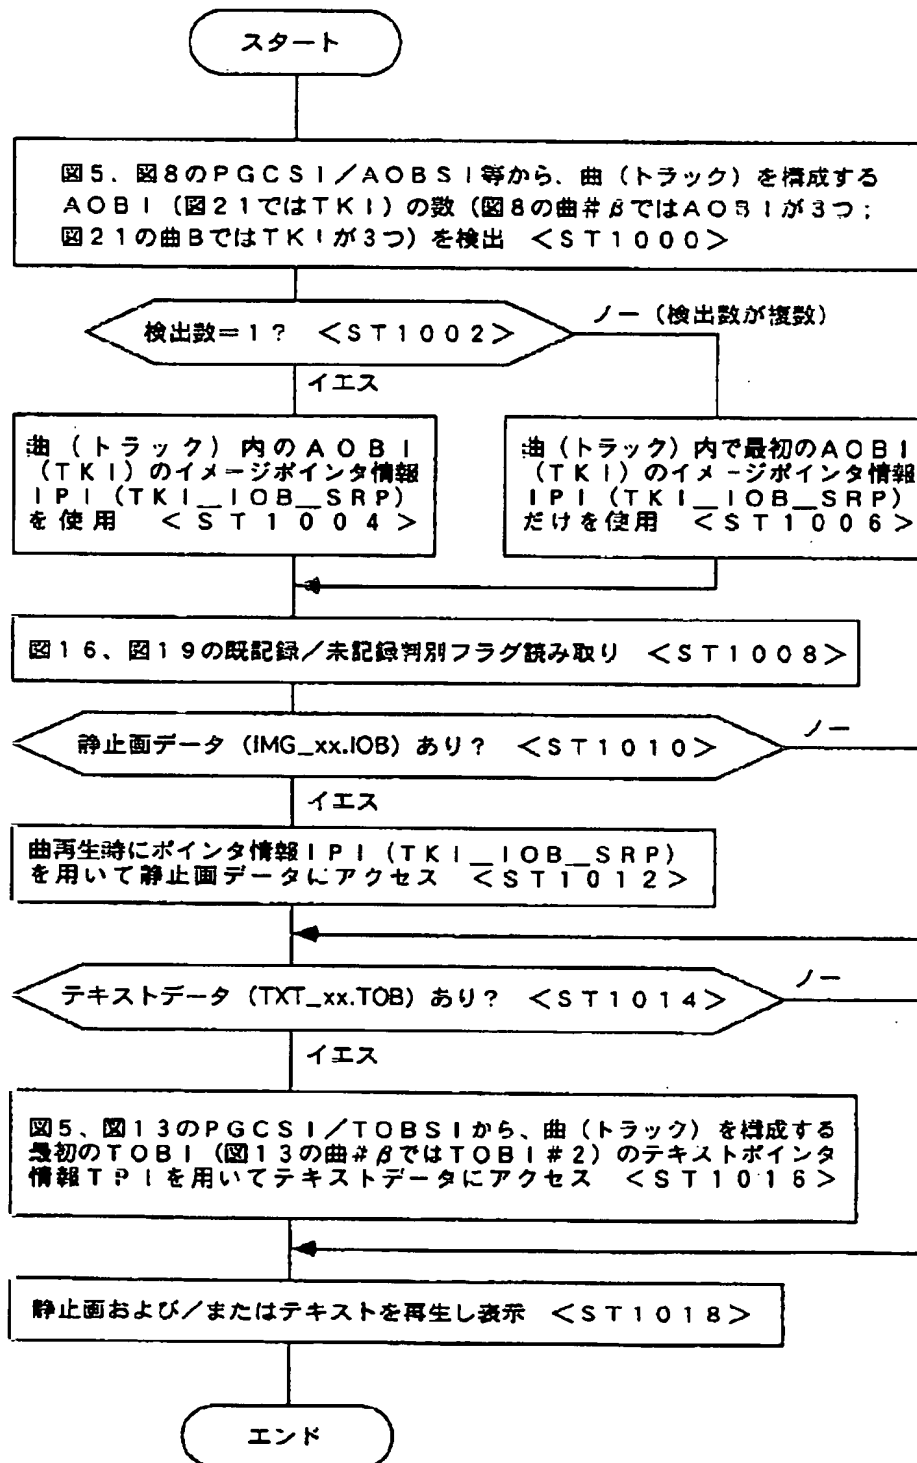 スタート
図5、図8のPGCSI/AOBSI等から、曲(トラック)を構成する
AOBI(図21ではTKI)の数(図8の曲#βではAOBIが3つ;
図21の曲BではTKIが3つ)を検出 <ST1000>
検出数=1? <ST1002>
ノー(検出数が複数)
イエス
曲(トラック)内のAOBI
(TKI)のイメージポインタ情報
IPI(TKI_IOB_SRP)
を使用 <ST1004>
曲(トラック)内で最初のAOBI
(TKI)のイメージポインタ情報
IPI(TKI_IOB_SRP)
だけを使用 <ST1006>
図16、図19の既記録/未記録判別フラグ読み取り <ST1008>
静止画データ(IMG_xx.IOB)あり? <ST1010>
ノー
イエス
曲再生時にポインタ情報IPI(TKI_IOB_SRP)
を用いて静止画データにアクセス <ST1012>
テキストデータ(TXT_xx.TOB)あり? <ST1014>
ノー
イエス
図5、図13のPGCSI/TOBSIから、曲(トラック)を構成する
最初のTOBI(図13の曲#βではTOBI#2)のテキストポインタ
情報TPIを用いてテキストデータにアクセス <ST1016>
静止画および/またはテキストを再生し表示 <ST1018>
エンド